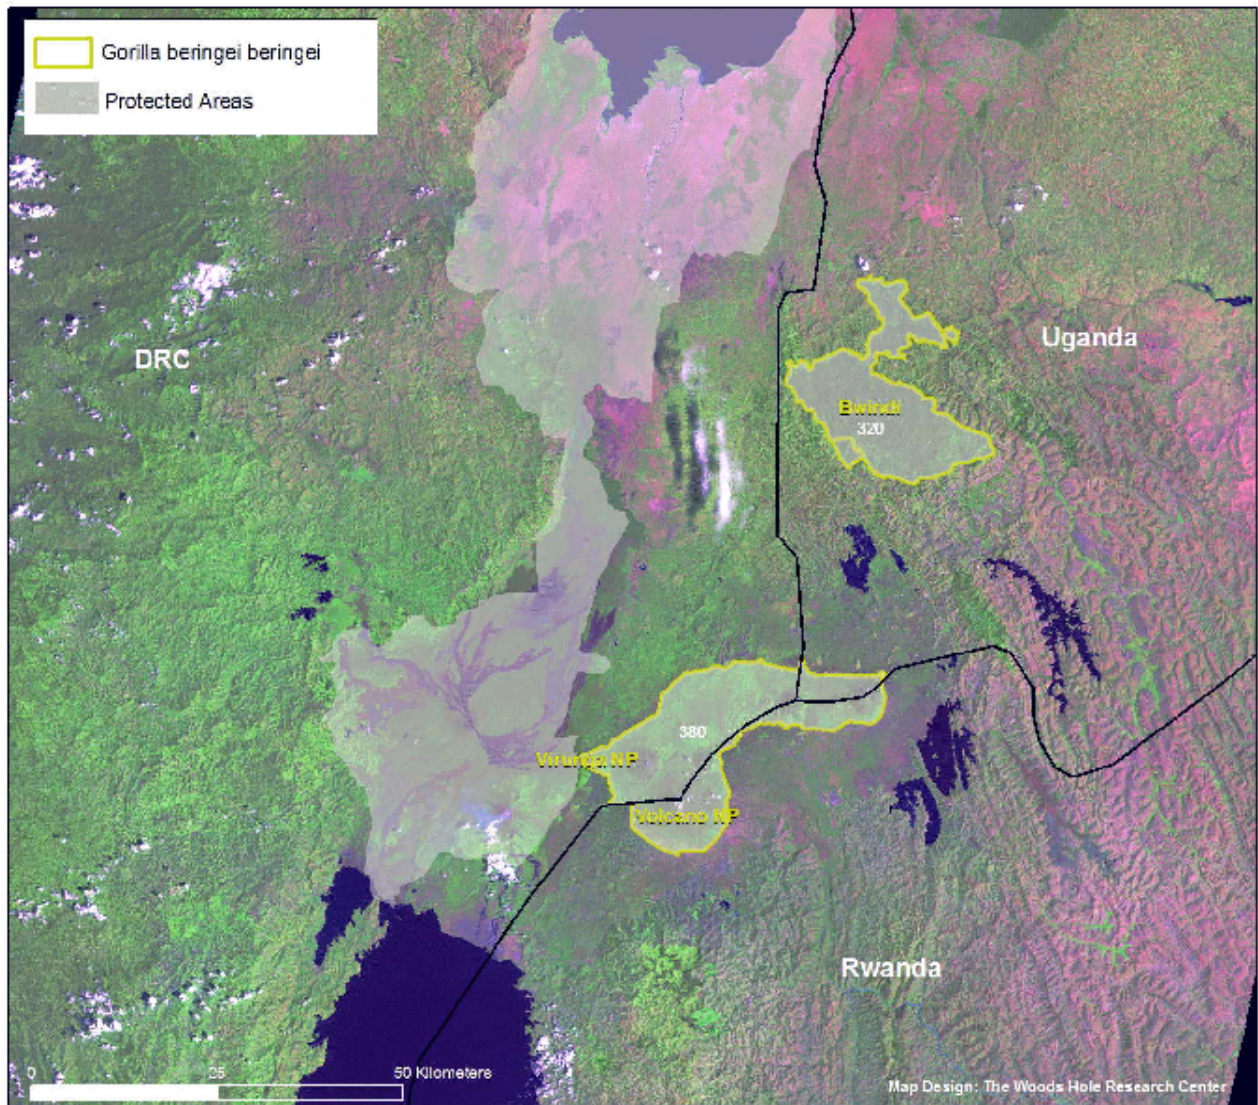 Gorilla beringei beringei
Protected Areas
DRC
Uganda
Bwindi
320
380
Virunga NP
Volcano NP
Rwanda
0 25 50 Kilometers
Map Design: The Woods Hole Research Center